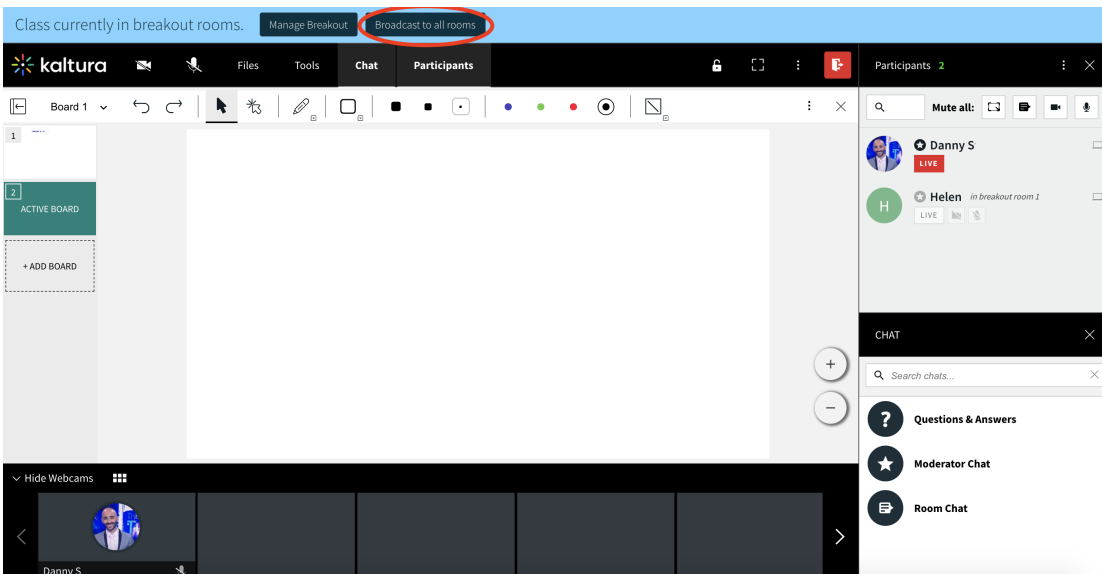 Class currently in breakout rooms. Manage Breakout Broadcast to all rooms
kaltura Files Tools Chat Participants
Participants 2
Board 1
Mute all:
1
2
ACTIVE BOARD
+ ADD BOARD
Danny S
LIVE
H Helen in breakout room 1
LIVE
CHAT
Search chats...
? Questions & Answers
Moderator Chat
Room Chat
Hide Webcams
Danny S